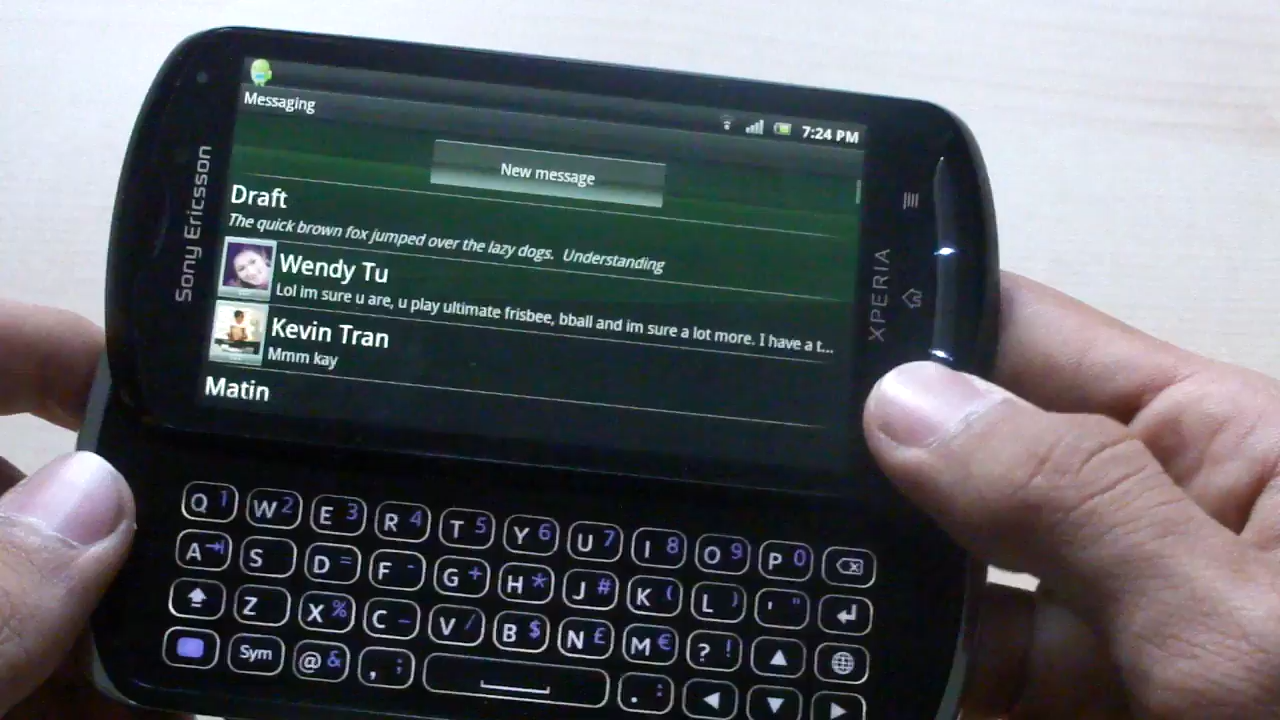 Messaging
7:24 PM
New message
Draft
The quick brown fox jumped over the lazy dogs.  Understanding
Wendy Tu
Lol im sure u are, u play ultimate frisbee, bball and im sure a lot more. I have a t...
Kevin Tran
Mmm kay
Matin
Sony Ericsson
XPERIA
Q 1 W 2 E 3 R 4 T 5 Y 6 U 7 I 8 O 9 P 0
A S D = F - G + H * J # K ( L ) ' "
Z X % C _ V / B $ N £ M € ? !
Sym @ & , ; . :